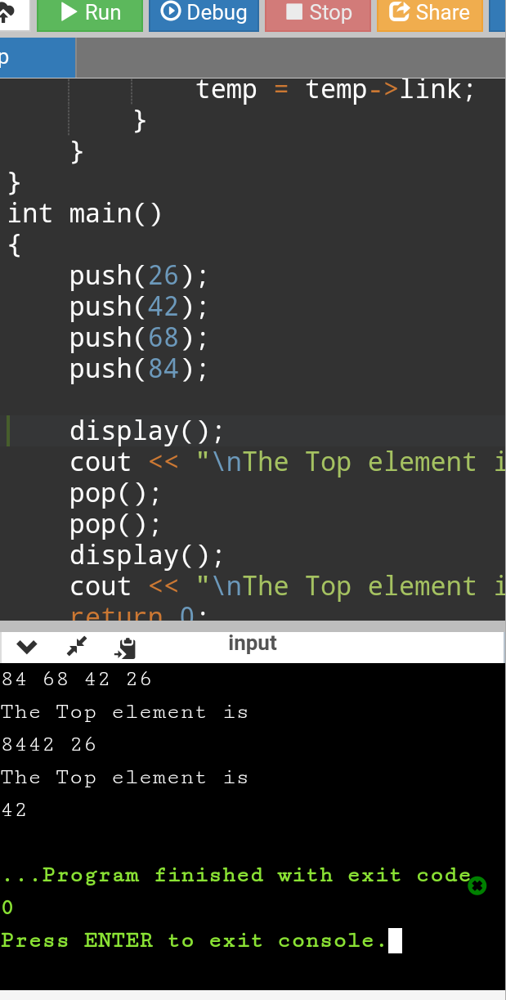 Run Debug Stop Share
p
temp = temp->link;
}
}
}
int main()
{
push(26);
push(42);
push(68);
push(84);
display();
cout << "\nThe Top element i
pop();
pop();
display();
cout << "\nThe Top element i
return 0;
input
84 68 42 26
The Top element is
8442 26
The Top element is
42
...Program finished with exit code
0
Press ENTER to exit console.